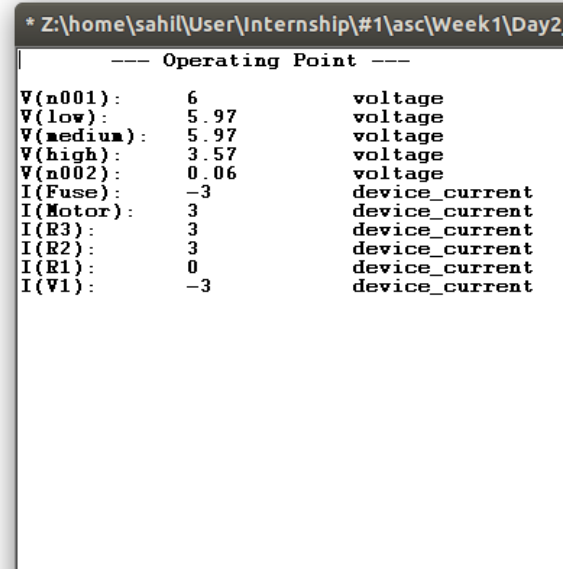 * Z:\home\sahil\User\Internship\#1\asc\Week1\Day2_
--- Operating Point ---
V(n001): 6 voltage
V(low): 5.97 voltage
V(medium): 5.97 voltage
V(high): 3.57 voltage
V(n002): 0.06 voltage
I(Fuse): −3 device_current
I(Motor): 3 device_current
I(R3): 3 device_current
I(R2): 3 device_current
I(R1): 0 device_current
I(V1): −3 device_current